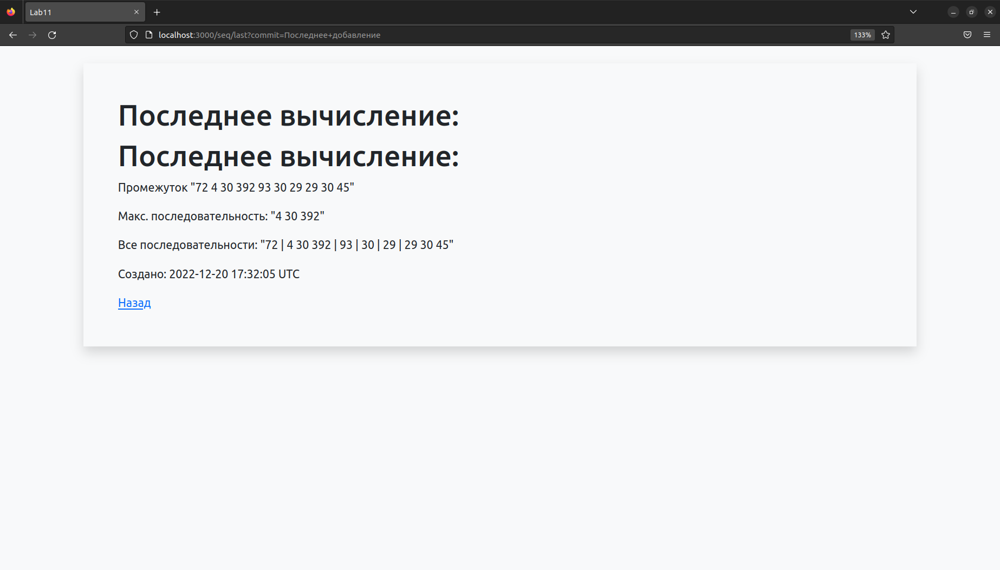 Lab11
localhost:3000/seq/last?commit=Последнее+добавление
133%
Последнее вычисление:
Последнее вычисление:
Промежуток "72 4 30 392 93 30 29 29 30 45"
Макс. последовательность: "4 30 392"
Все последовательности: "72 | 4 30 392 | 93 | 30 | 29 | 29 30 45"
Создано: 2022-12-20 17:32:05 UTC
Назад